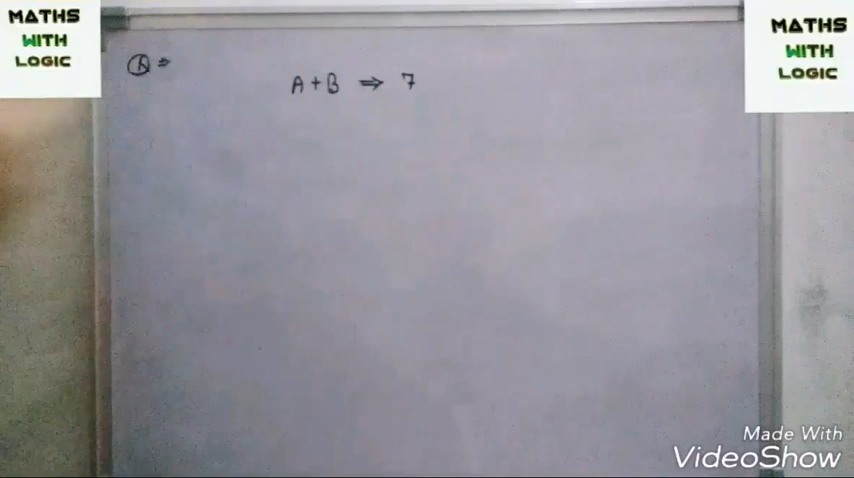 MATHS
WITH
LOGIC
MATHS
WITH
LOGIC
Q ⇒
A + B ⇒ 7
Made With
VideoShow